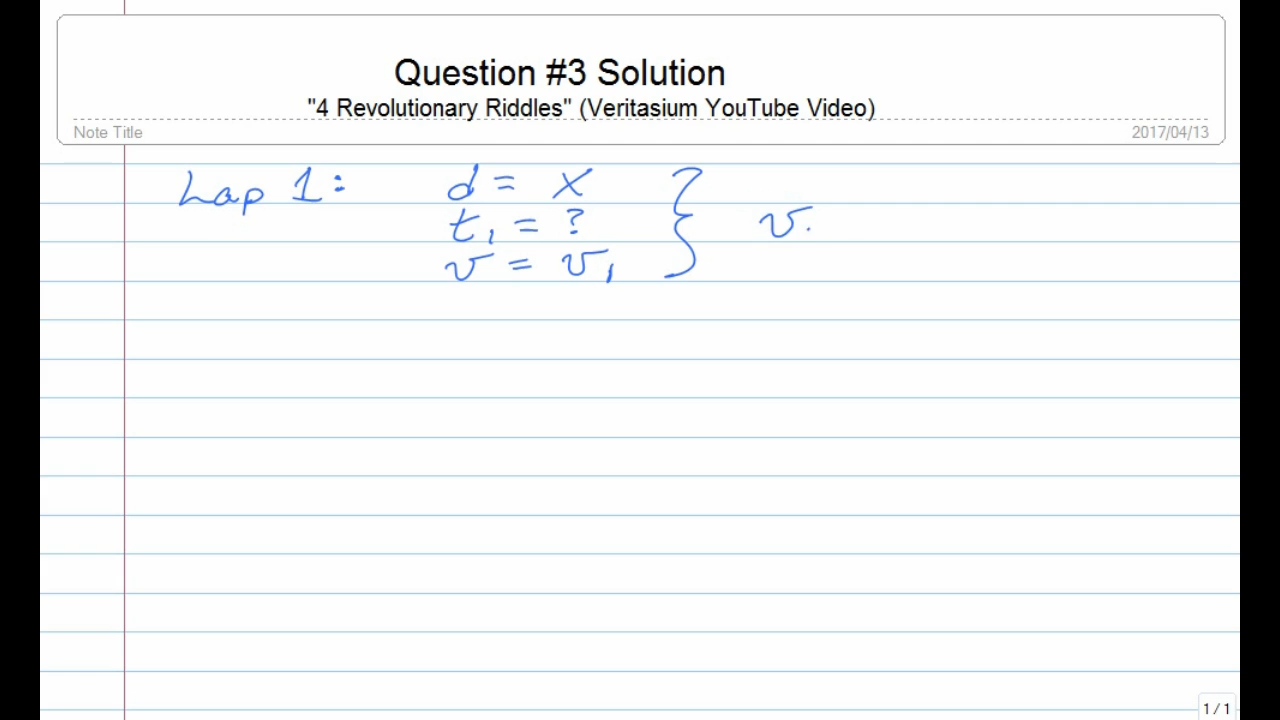 Question #3 Solution
"4 Revolutionary Riddles" (Veritasium YouTube Video)
Note Title 2017/04/13
Lap 1: d = x
t₁ = ? } v.
v = v₁
1 / 1